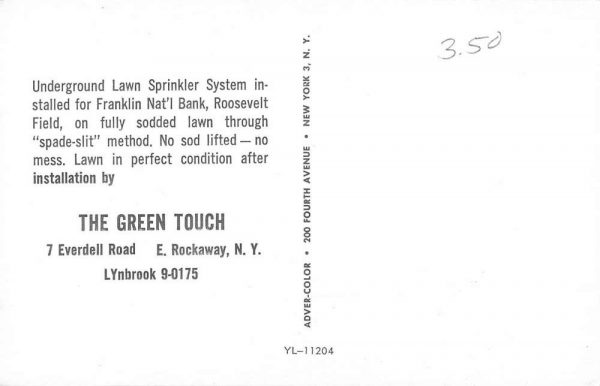 Underground Lawn Sprinkler System in-
stalled for Franklin Nat'l Bank, Roosevelt
Field, on fully sodded lawn through
"spade-slit" method. No sod lifted — no
mess. Lawn in perfect condition after
installation by
THE GREEN TOUCH
7 Everdell Road E. Rockaway, N. Y.
LYnbrook 9-0175
ADVER-COLOR • 200 FOURTH AVENUE • NEW YORK 3, N. Y.
YL-11204
3.50